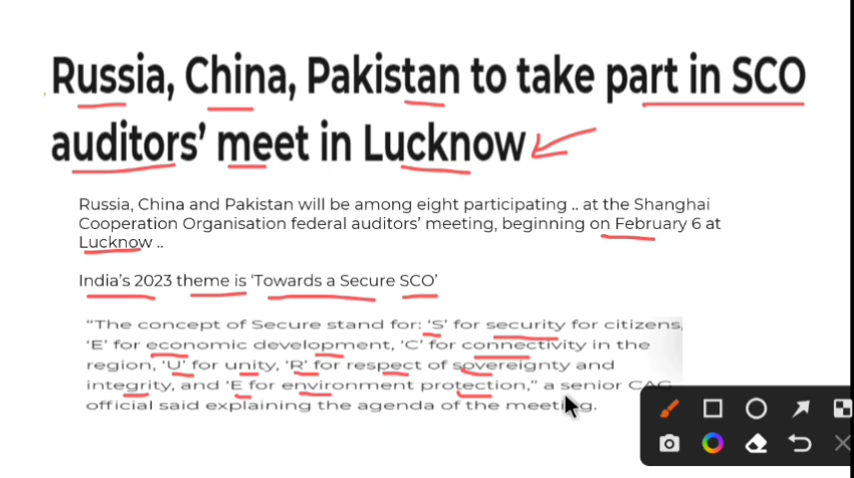 Russia, China, Pakistan to take part in SCO
auditors’ meet in Lucknow
Russia, China and Pakistan will be among eight participating .. at the Shanghai
Cooperation Organisation federal auditors’ meeting, beginning on February 6 at
Lucknow ..
India’s 2023 theme is ‘Towards a Secure SCO’
“The concept of Secure stand for: ‘S’ for security for citizens,
‘E’ for economic development, ‘C’ for connectivity in the
region, ‘U’ for unity, ‘R’ for respect of sovereignty and
integrity, and ‘E for environment protection,” a senior CAG
official said explaining the agenda of the meeting.